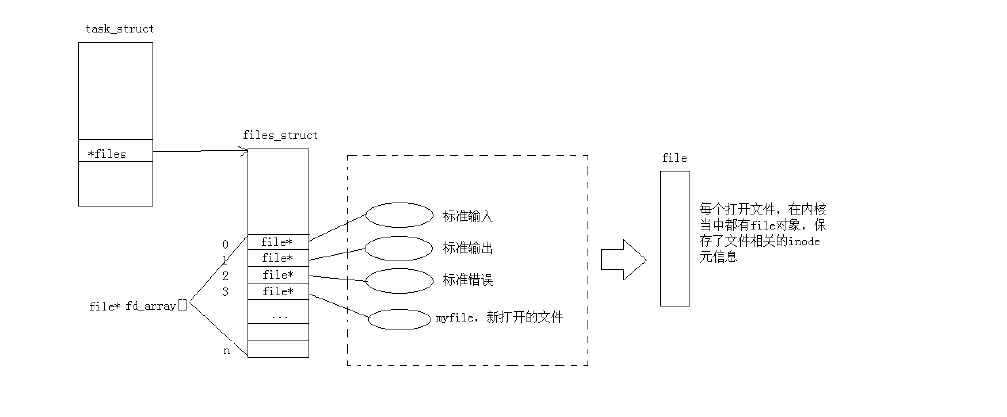 task_struct
*files
files_struct
file
标准输入
每个打开文件，在内核
当中都有file对象，保
存了文件相关的inode
元信息
0
file*
标准输出
1
file*
2
file*
标准错误
3
file*
file* fd_array[]
...
myfile，新打开的文件
n